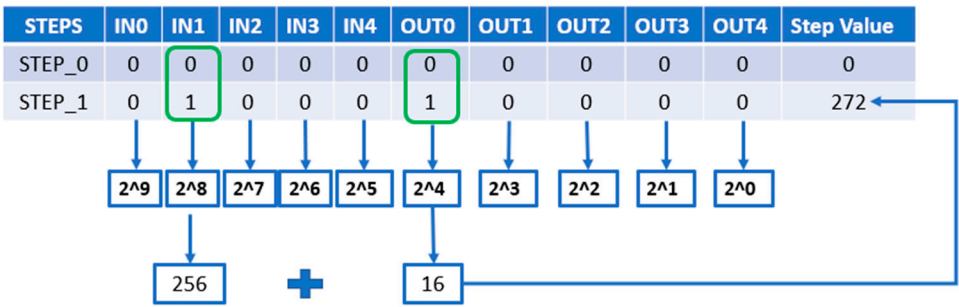 STEPS IN0 IN1 IN2 IN3 IN4 OUT0 OUT1 OUT2 OUT3 OUT4 Step Value
STEP_0 0 0 0 0 0 0 0 0 0 0 0
STEP_1 0 1 0 0 0 1 0 0 0 0 272
2^9 2^8 2^7 2^6 2^5 2^4 2^3 2^2 2^1 2^0
256 + 16